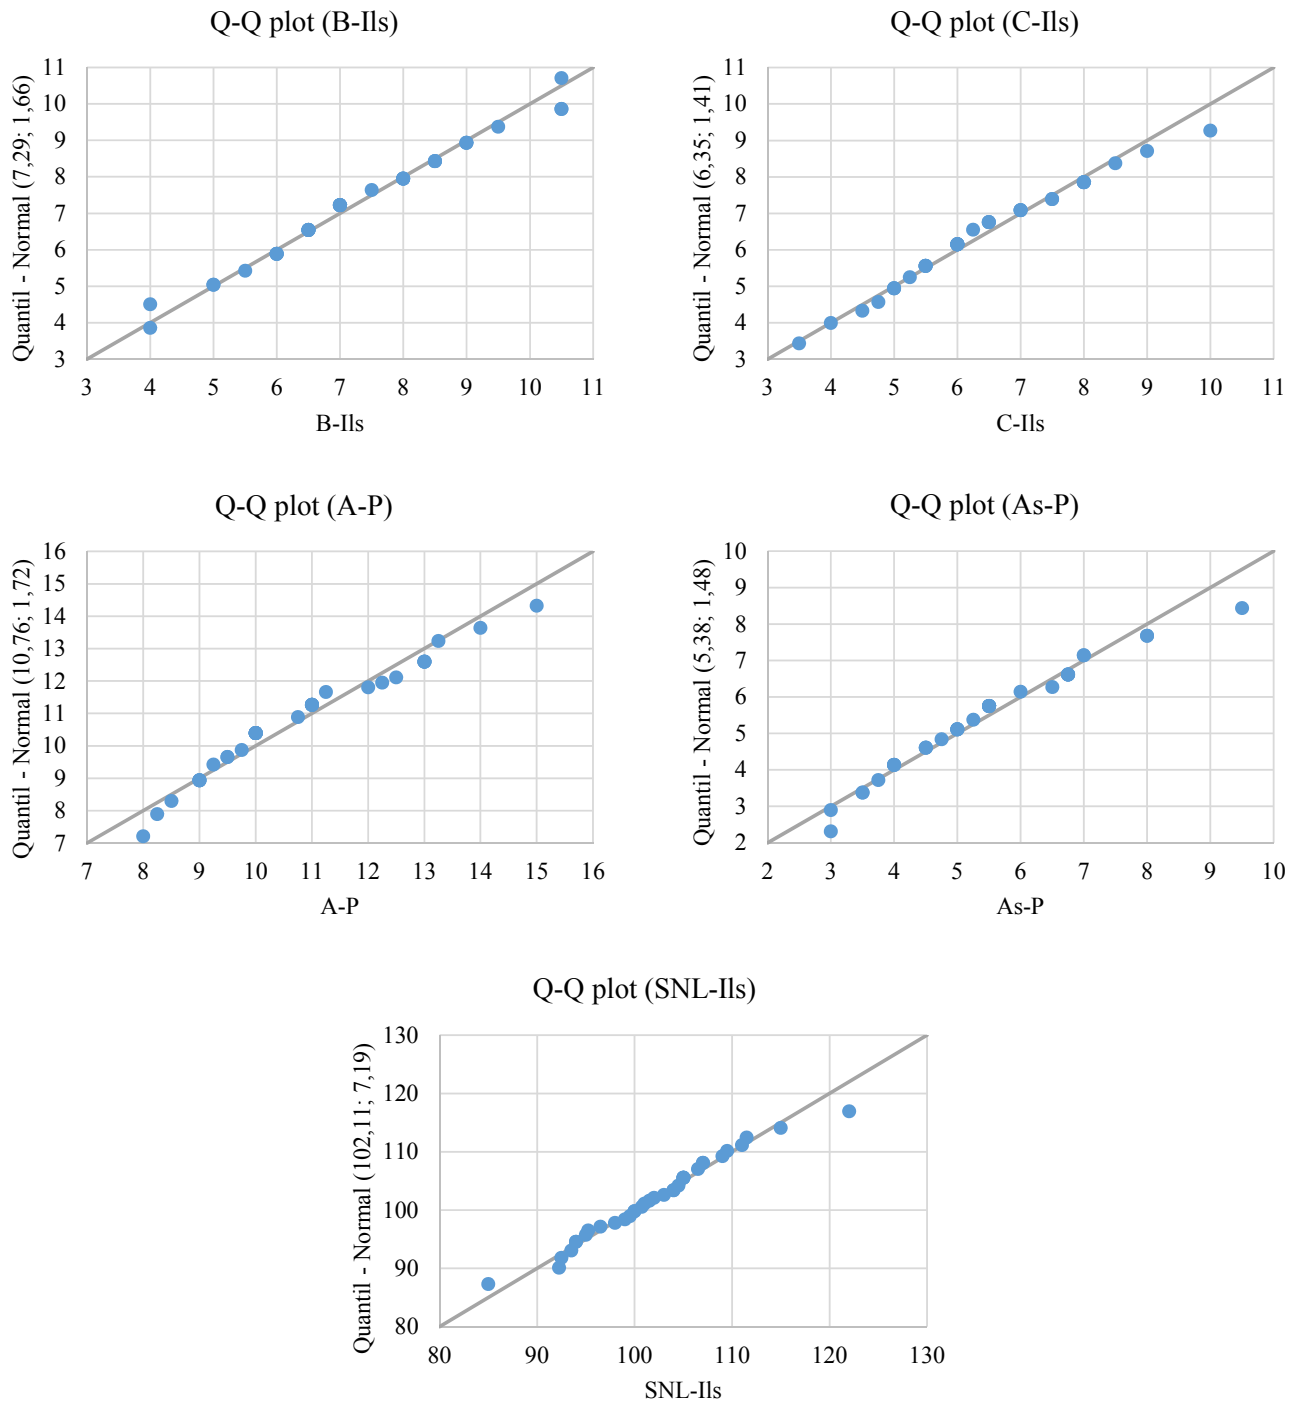 Q-Q plot (B-Ils)
Quantil - Normal (7,29; 1,66)
11
10
9
8
7
6
5
4
3
3 4 5 6 7 8 9 10 11
B-Ils
Q-Q plot (C-Ils)
Quantil - Normal (6,35; 1,41)
11
10
9
8
7
6
5
4
3
3 4 5 6 7 8 9 10 11
C-Ils
Q-Q plot (A-P)
Quantil - Normal (10,76; 1,72)
16
15
14
13
12
11
10
9
8
7
7 8 9 10 11 12 13 14 15 16
A-P
Q-Q plot (As-P)
Quantil - Normal (5,38; 1,48)
10
9
8
7
6
5
4
3
2
2 3 4 5 6 7 8 9 10
As-P
Q-Q plot (SNL-Ils)
Quantil - Normal (102,11; 7,19)
130
120
110
100
90
80
80 90 100 110 120 130
SNL-Ils